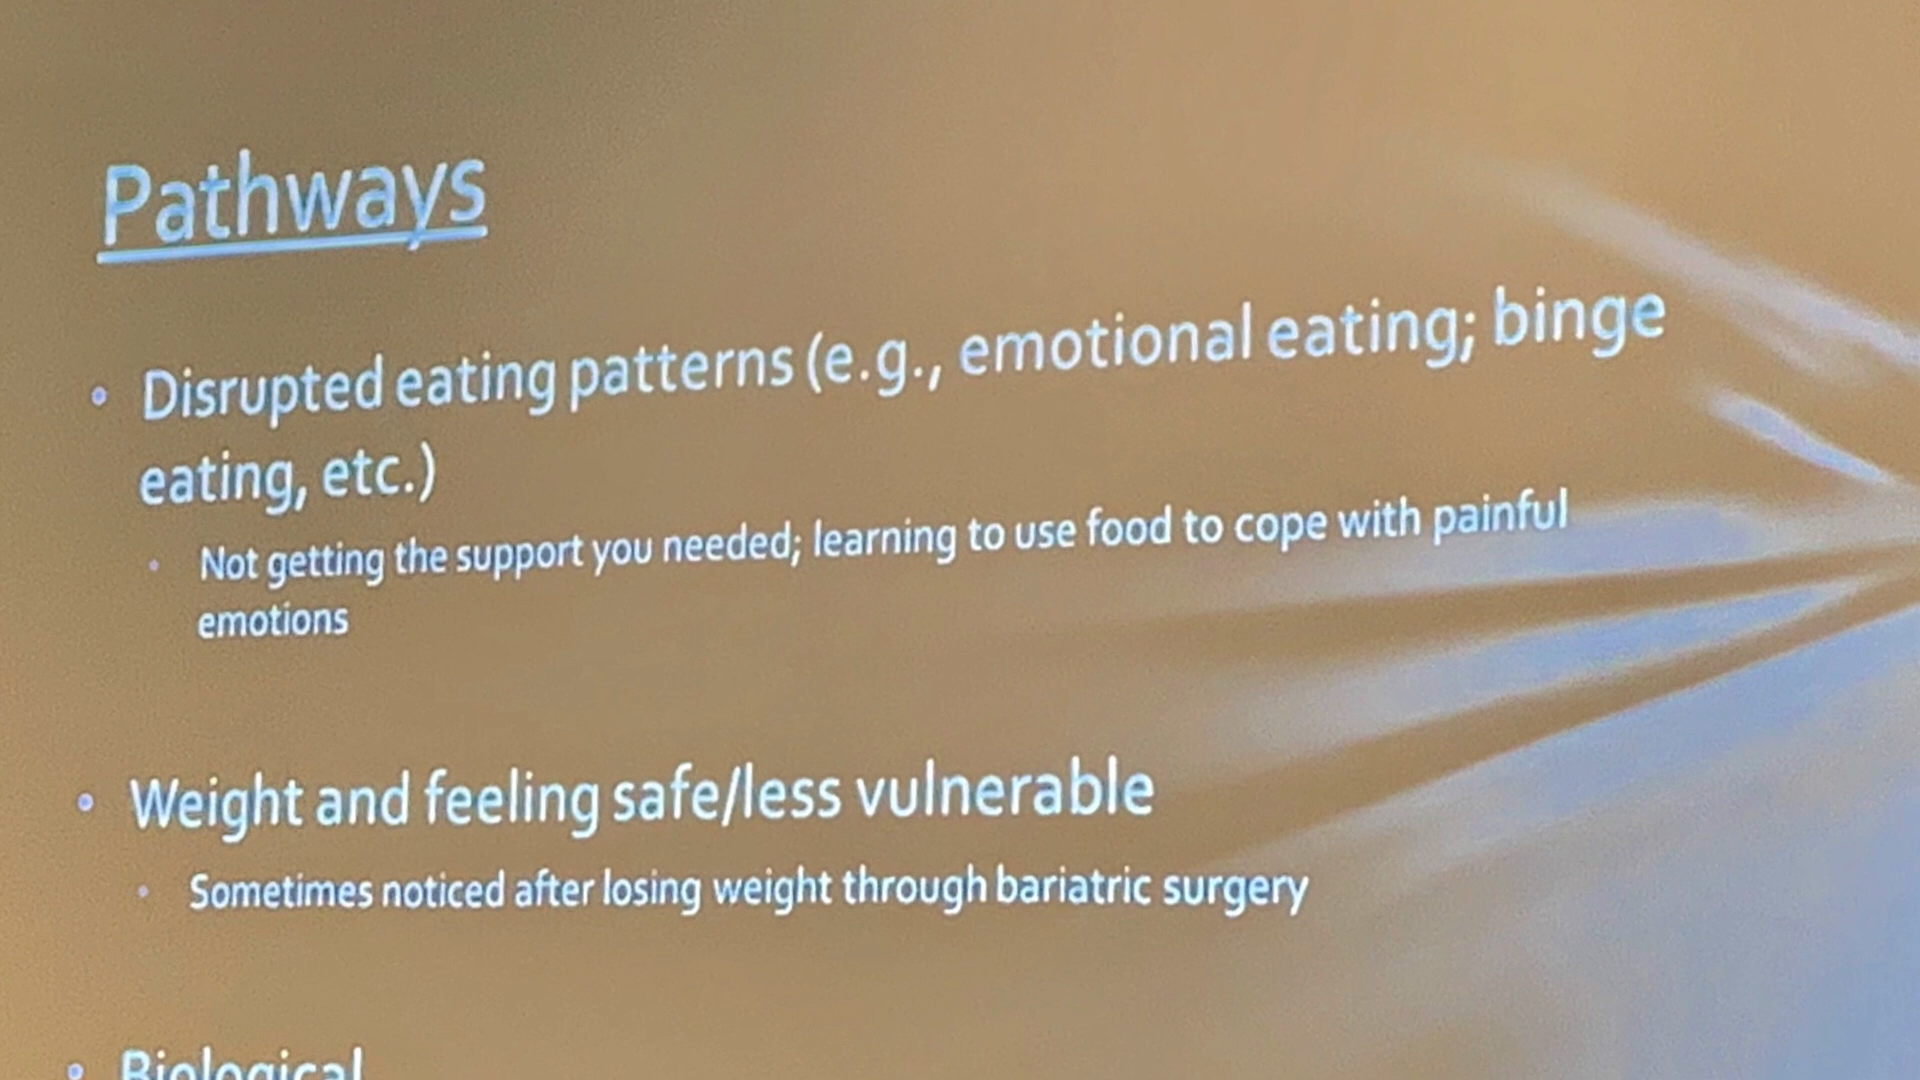 Pathways
• Disrupted eating patterns (e.g., emotional eating; binge
eating, etc.)
• Not getting the support you needed; learning to use food to cope with painful
emotions
• Weight and feeling safe/less vulnerable
• Sometimes noticed after losing weight through bariatric surgery
• Biological